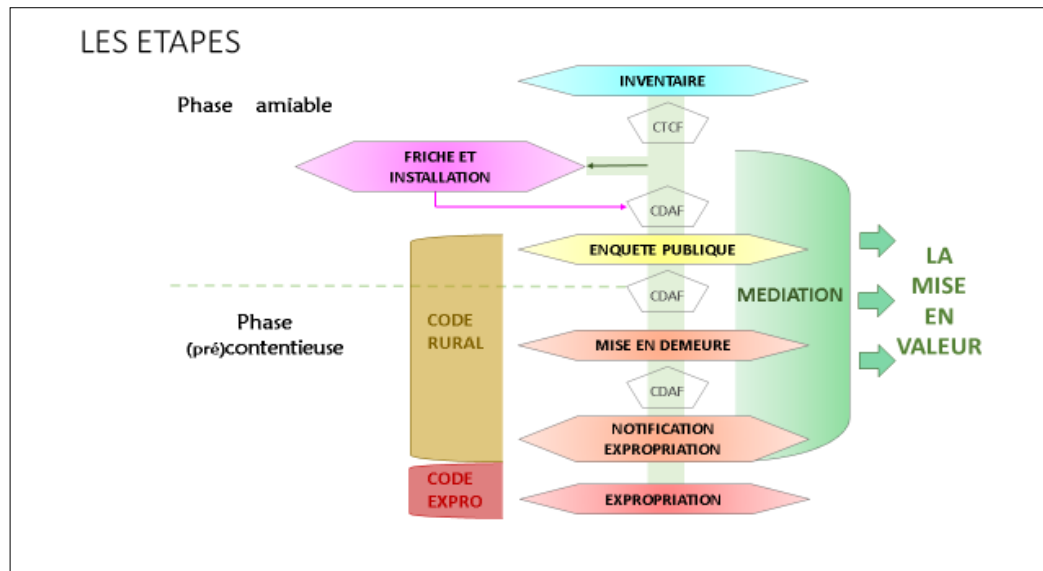 LES ETAPES
INVENTAIRE
Phase amiable
CTCF
FRICHE ET
INSTALLATION
CDAF
ENQUETE PUBLIQUE
CDAF
MEDIATION
LA
MISE
EN
VALEUR
Phase
(pré)contentieuse
CODE
RURAL
MISE EN DEMEURE
CDAF
NOTIFICATION
EXPROPRIATION
CODE
EXPRO
EXPROPRIATION